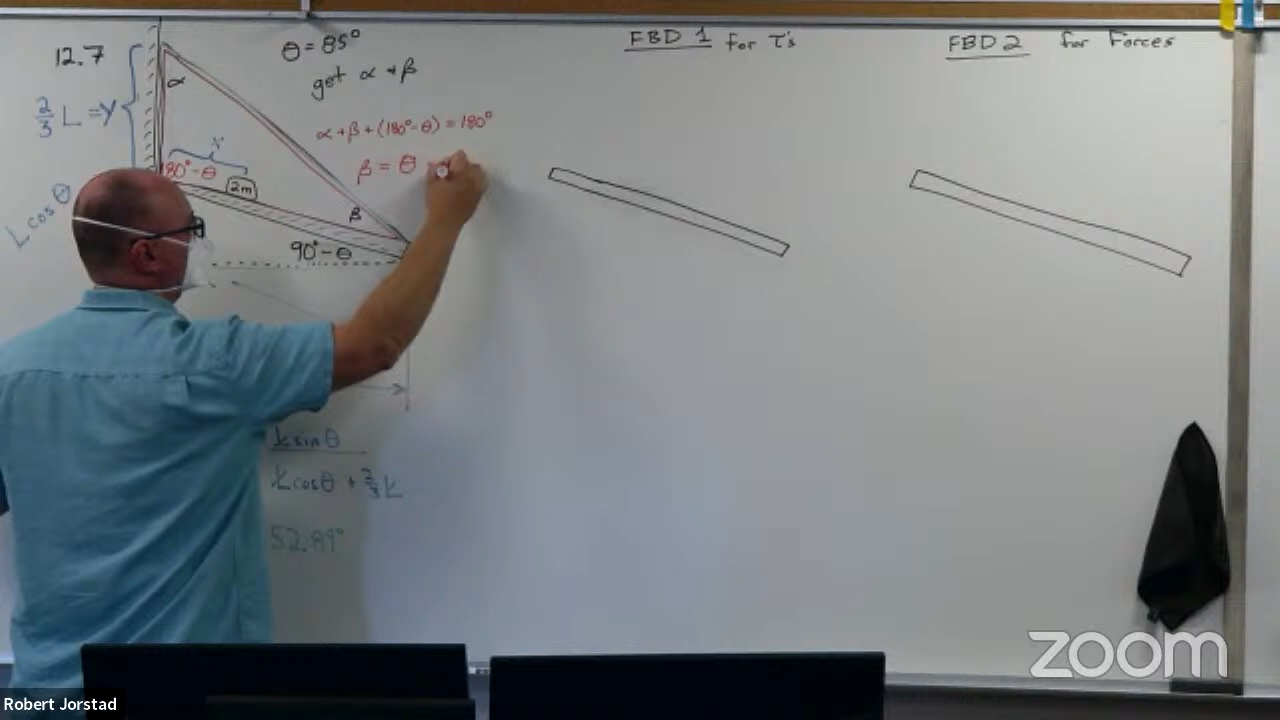 12.7
θ = 85°
get α + β
FBD 1 for τ's
FBD 2 for Forces
2/3 L = y
α
α + β + (180° - θ) = 180°
β = θ
180° - θ
x
2m
β
L cos θ
90° - θ
L sin θ
L cos θ + 2/3 L
52.89°
zoom
Robert Jorstad